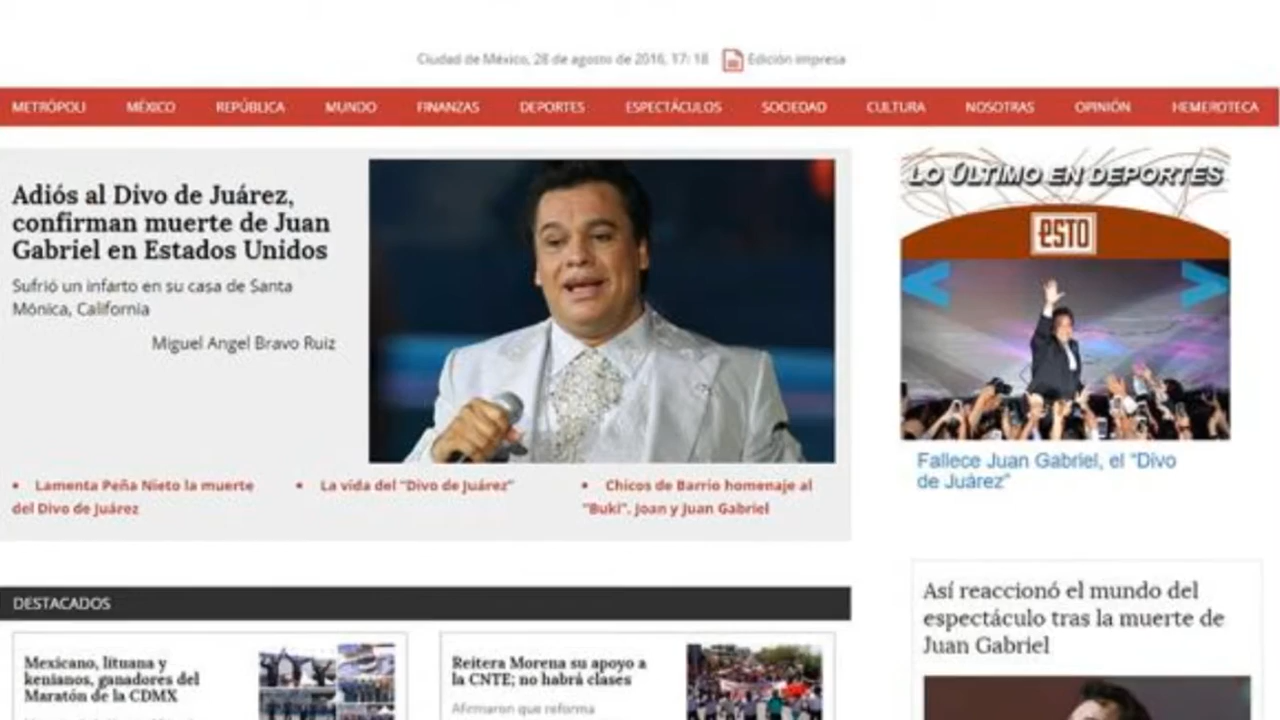 Ciudad de México, 28 de agosto de 2016, 17:18 Edición impresa
METRÓPOLI MÉXICO REPÚBLICA MUNDO FINANZAS DEPORTES ESPECTÁCULOS SOCIEDAD CULTURA NOSOTRAS OPINIÓN HEMEROTECA
Adiós al Divo de Juárez,
confirman muerte de Juan
Gabriel en Estados Unidos
Sufrió un infarto en su casa de Santa
Mónica, California
Miguel Angel Bravo Ruiz
• Lamenta Peña Nieto la muerte
del Divo de Juárez
• La vida del "Divo de Juárez"
• Chicos de Barrio homenaje al
"Buki". Joan y Juan Gabriel
LO ÚLTIMO EN DEPORTES
esto
Fallece Juan Gabriel, el "Divo
de Juárez"
DESTACADOS
Mexicano, lituana y
kenianos, ganadores del
Maratón de la CDMX
Reitera Morena su apoyo a
la CNTE; no habrá clases
Afirmaron que reforma
Así reaccionó el mundo del
espectáculo tras la muerte de
Juan Gabriel